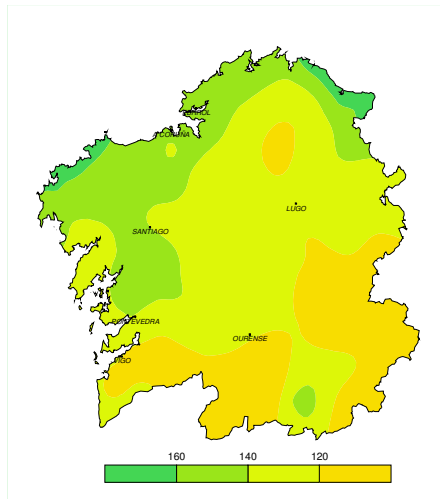 FERROL
A CORUÑA
LUGO
SANTIAGO
PONTEVEDRA
OURENSE
VIGO
160 140 120